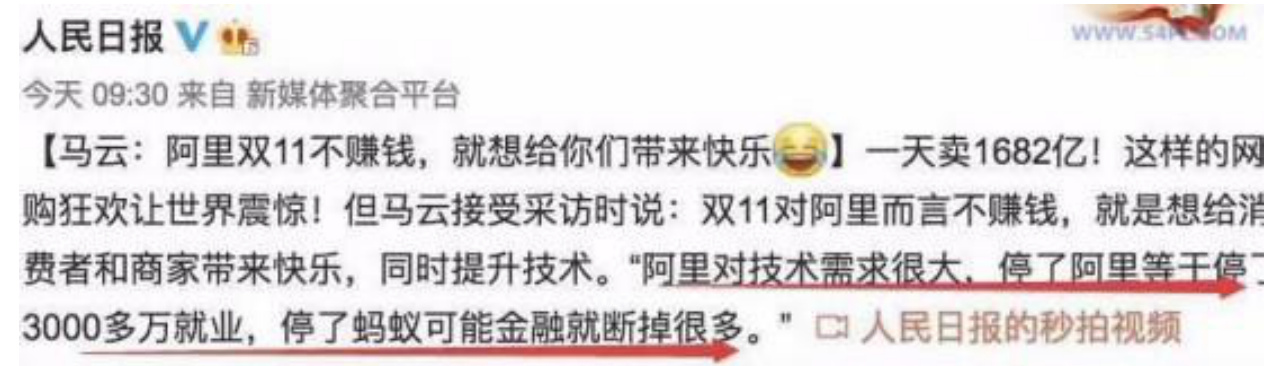 人民日报
今天 09:30 来自 新媒体聚合平台
【马云：阿里双11不赚钱，就想给你们带来快乐😂】一天卖1682亿！这样的网
购狂欢让世界震惊！但马云接受采访时说：双11对阿里而言不赚钱，就是想给消
费者和商家带来快乐，同时提升技术。“阿里对技术需求很大，停了阿里等于停了
3000多万就业，停了蚂蚁可能金融就断掉很多。” 人民日报的秒拍视频